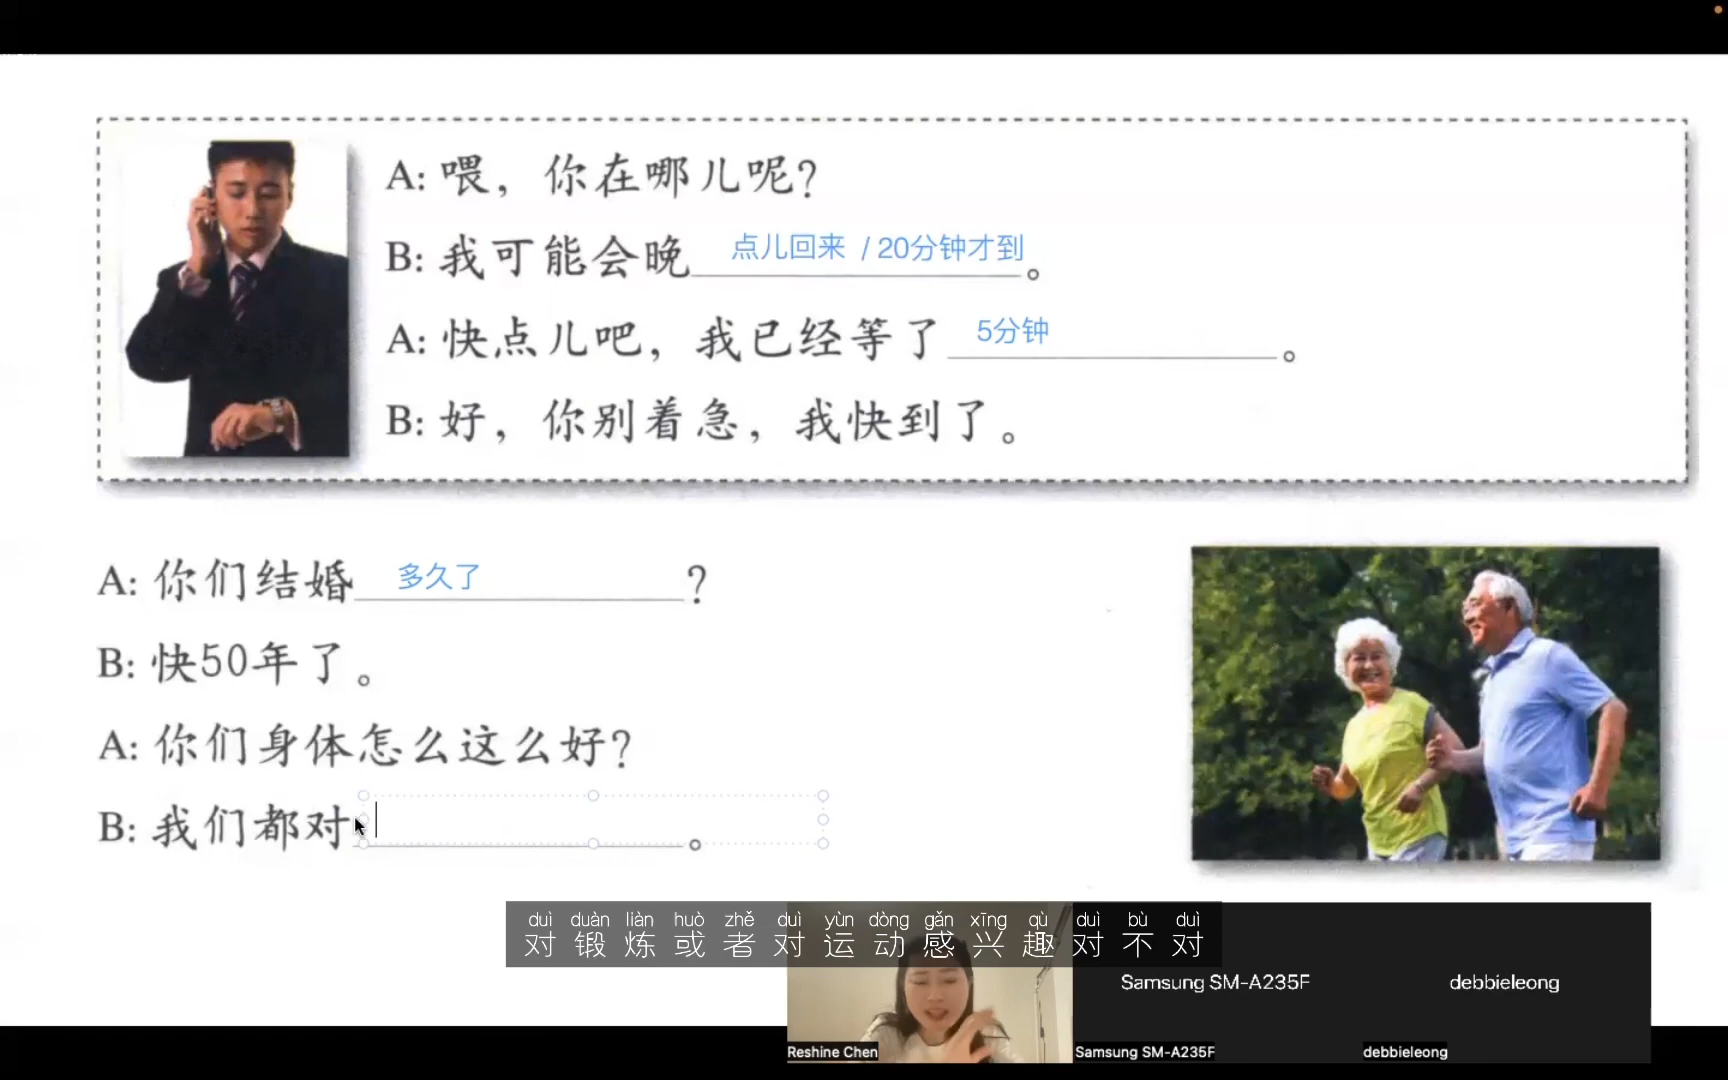 A: 喂，你在哪儿呢？
B: 我可能会晚 点儿回来 / 20分钟才到。
A: 快点儿吧，我已经等了 5分钟。
B: 好，你别着急，我快到了。
A: 你们结婚 多久了？
B: 快50年了。
A: 你们身体怎么这么好？
B: 我们都对。
duì duàn liàn huò zhě duì yùn dòng gǎn xīng qù duì bù duì
对锻炼或者对运动感兴趣对不对
Samsung SM-A235F
debbieleong
Reshine Chen
Samsung SM-A235F
debbieleong